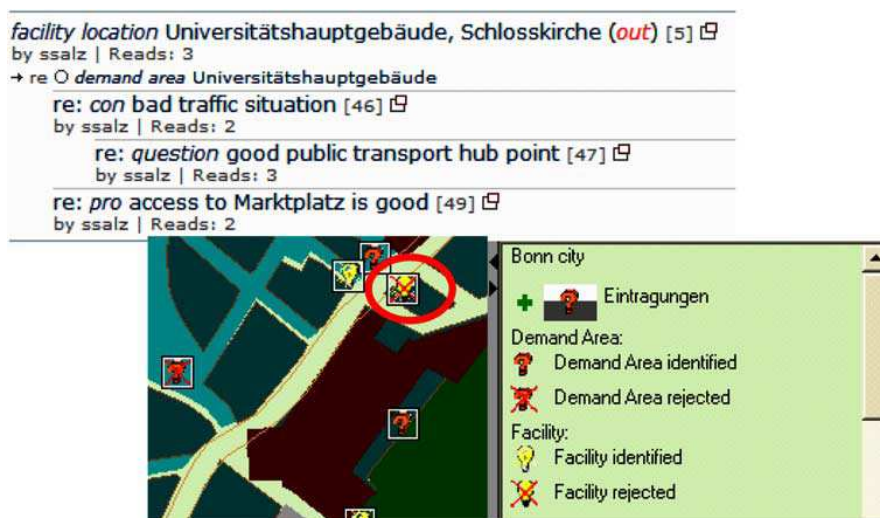 facility location Universitätshauptgebäude, Schlosskirche (out) [5]
by ssalz | Reads: 3
→ re O demand area Universitätshauptgebäude
re: con bad traffic situation [46]
by ssalz | Reads: 2
re: question good public transport hub point [47]
by ssalz | Reads: 3
re: pro access to Marktplatz is good [49]
by ssalz | Reads: 2
Bonn city
Eintragungen
Demand Area:
Demand Area identified
Demand Area rejected
Facility:
Facility identified
Facility rejected